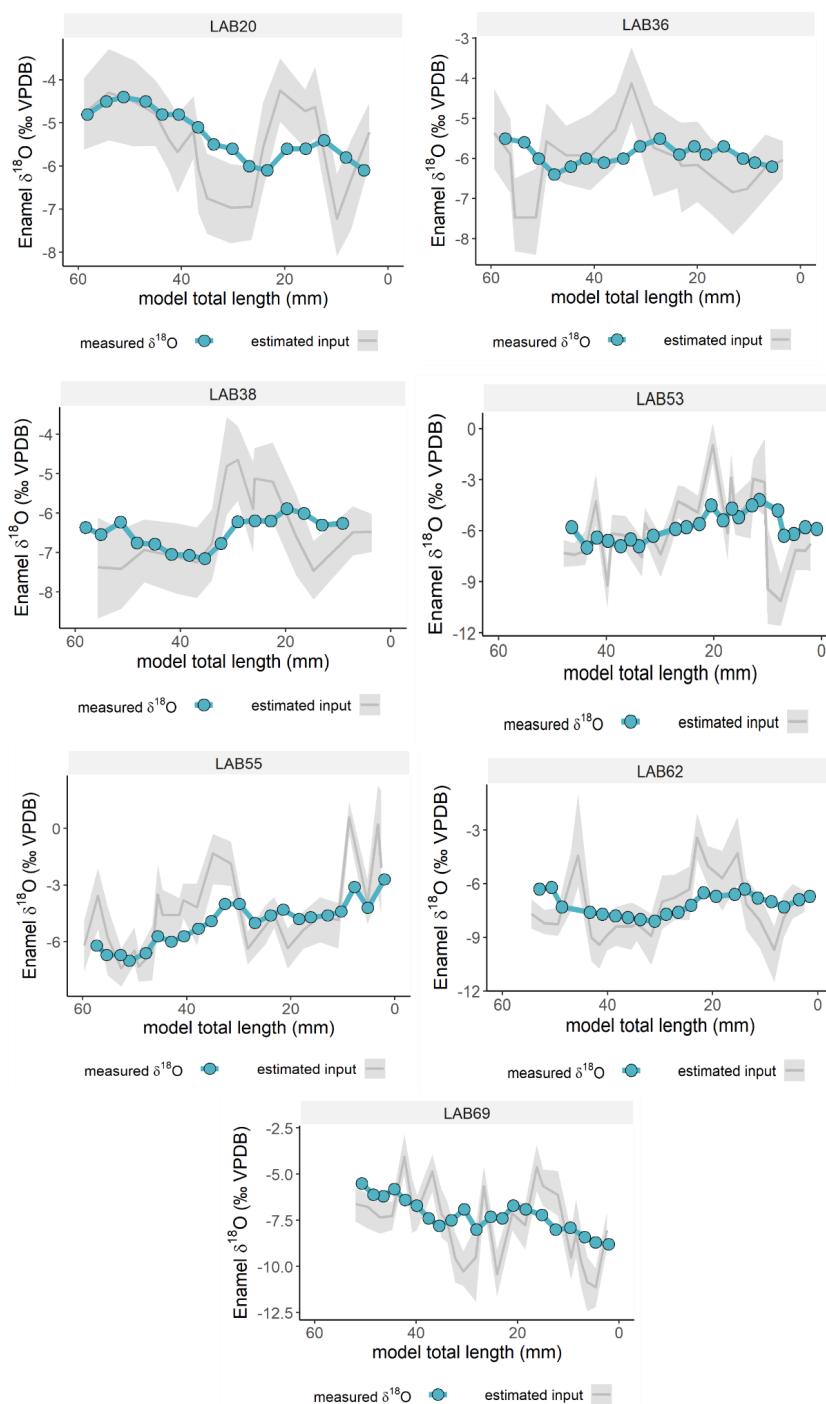 LAB20
Enamel δ¹⁸O (‰ VPDB)
-4
-5
-6
-7
-8
60 40 20 0
model total length (mm)
measured δ¹⁸O estimated input
LAB36
Enamel δ¹⁸O (‰ VPDB)
-3
-4
-5
-6
-7
-8
60 40 20 0
model total length (mm)
measured δ¹⁸O estimated input
LAB38
Enamel δ¹⁸O (‰ VPDB)
-4
-5
-6
-7
-8
60 40 20 0
model total length (mm)
measured δ¹⁸O estimated input
LAB53
Enamel δ¹⁸O (‰ VPDB)
0
-3
-6
-9
-12
60 40 20 0
model total length (mm)
measured δ¹⁸O estimated input
LAB55
Enamel δ¹⁸O (‰ VPDB)
0
-3
-6
60 40 20 0
model total length (mm)
measured δ¹⁸O estimated input
LAB62
Enamel δ¹⁸O (‰ VPDB)
-3
-6
-9
-12
60 40 20 0
model total length (mm)
measured δ¹⁸O estimated input
LAB69
Enamel δ¹⁸O (‰ VPDB)
-2.5
-5.0
-7.5
-10.0
-12.5
60 40 20 0
model total length (mm)
measured δ¹⁸O estimated input